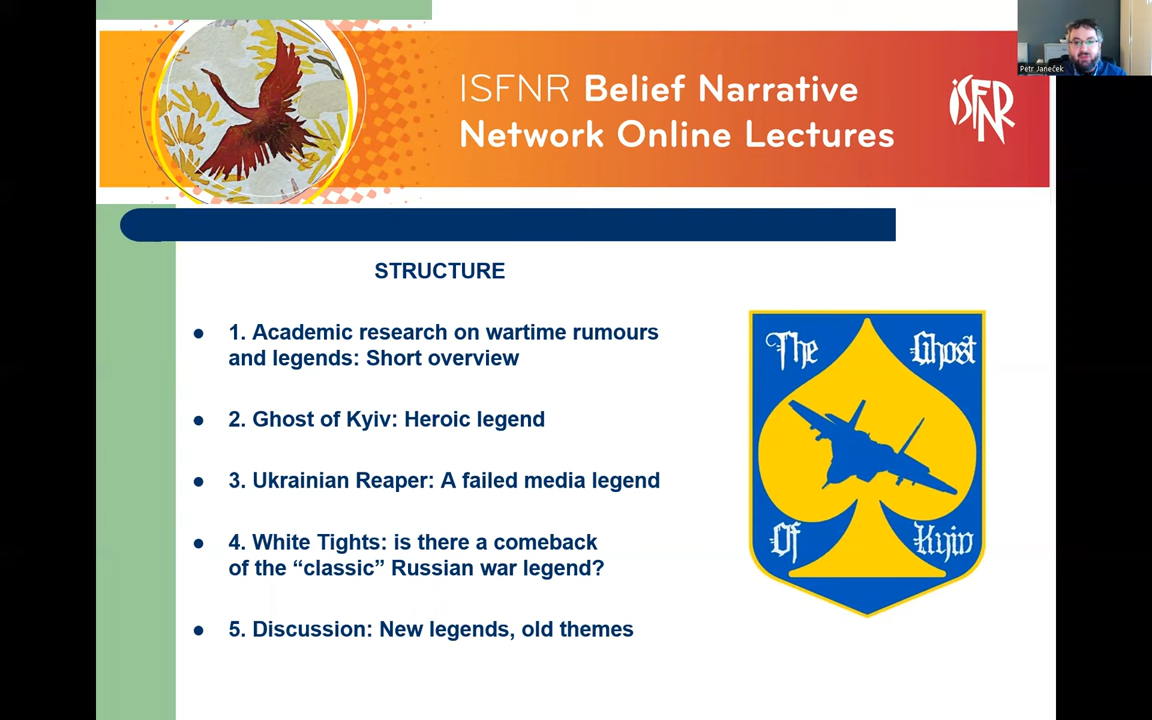 ISFNR Belief Narrative
Network Online Lectures
ISFNR
Petr Janeček
STRUCTURE
● 1. Academic research on wartime rumours
and legends: Short overview
● 2. Ghost of Kyiv: Heroic legend
● 3. Ukrainian Reaper: A failed media legend
● 4. White Tights: is there a comeback
of the “classic” Russian war legend?
● 5. Discussion: New legends, old themes
The Ghost
Of Kyiv